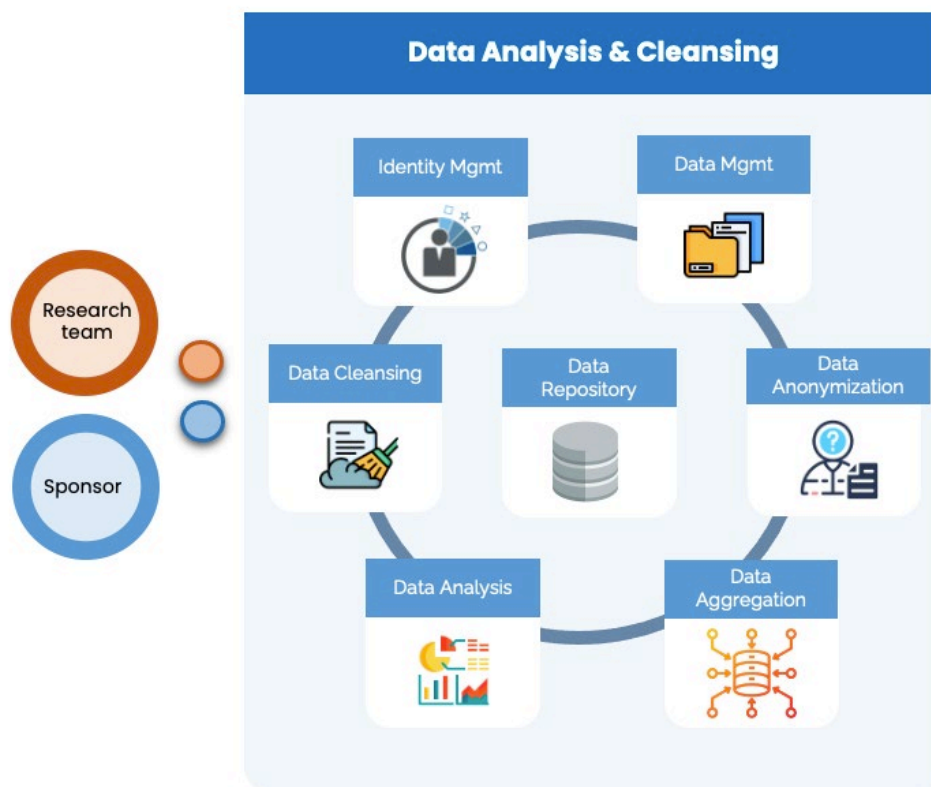 Data Analysis & Cleansing
Identity Mgmt
Data Mgmt
Research
team
Data Cleansing
Data
Repository
Data
Anonymization
Sponsor
Data Analysis
Data
Aggregation